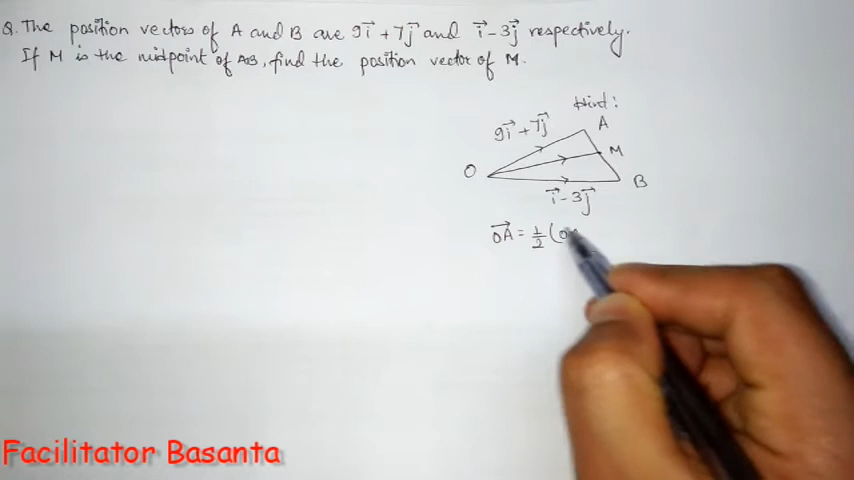 Q. The position vectors of A and B are 9i⃗ + 7j⃗ and i⃗ - 3j⃗ respectively.
If M is the midpoint of AB, find the position vector of M.
Hint:
9i⃗ + 7j⃗
A
M
O
B
i⃗ - 3j⃗
OA⃗ = 1/2 (O
Facilitator Basanta